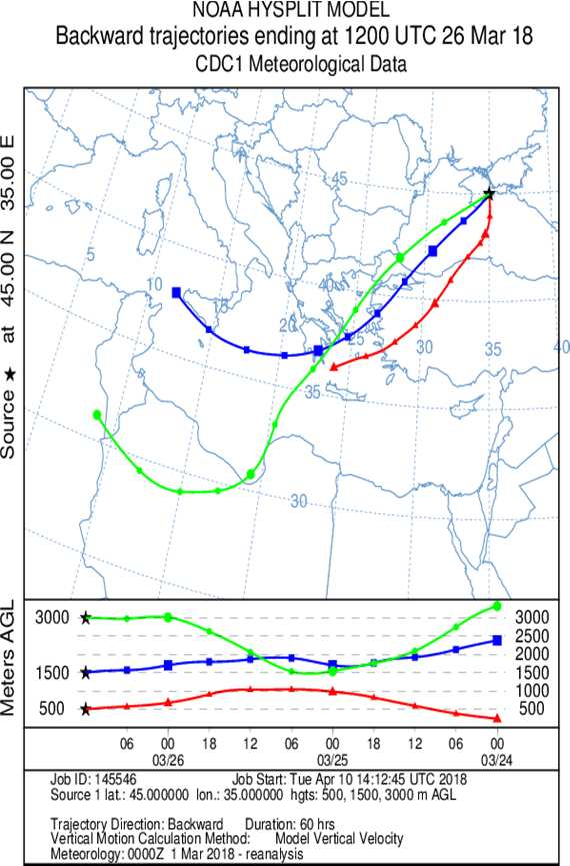 NOAA HYSPLIT MODEL
Backward trajectories ending at 1200 UTC 26 Mar 18
CDC1 Meteorological Data
Source ★ at 45.00 N 35.00 E
45
5
10
40
20
25
30
35
40
35
30
Meters AGL
3000
1500
500
3000
2500
2000
1500
1000
500
06 00 18 12 06 00 18 12 06 00
03/26 03/25 03/24
Job ID: 145546 Job Start: Tue Apr 10 14:12:45 UTC 2018
Source 1 lat.: 45.000000 lon.: 35.000000 hgts: 500, 1500, 3000 m AGL
Trajectory Direction: Backward Duration: 60 hrs
Vertical Motion Calculation Method: Model Vertical Velocity
Meteorology: 0000Z 1 Mar 2018 - reanalysis